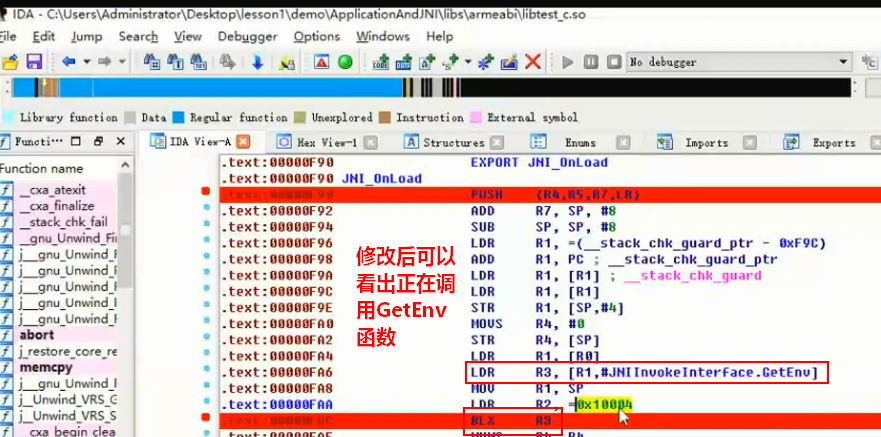 IDA - C:\Users\Administrator\Desktop\lesson1\demo\ApplicationAndJNI\libs\armeabi\libtest_c.so
File Edit Jump Search View Debugger Options Windows Help
No debugger
Library function Data Regular function Unexplored Instruction External symbol
Functi··· IDA View-A Hex View-1 Structures Enums Imports Exports
Function name
__cxa_atexit
__cxa_finalize
__stack_chk_fail
__gnu_Unwind_Fi
j___gnu_Unwind_F
j___gnu_Unwind_F
j___gnu_Unwind_F
j___gnu_Unwind_F
j___gnu_Unwind_F
abort
j_restore_core_re
memcpy
j___gnu_Unwind_F
j__Unwind_VRS_G
j__Unwind_VRS_S
__cxa_begin_clea
.text:00000F90 EXPORT JNI_OnLoad
.text:00000F90 JNI_OnLoad
.text:00000F90 PUSH {R4,R5,R7,LR}
.text:00000F92 ADD R7, SP, #8
.text:00000F94 SUB SP, SP, #8
.text:00000F96 LDR R1, =(__stack_chk_guard_ptr - 0xF9C)
.text:00000F98 ADD R1, PC ; __stack_chk_guard_ptr
.text:00000F9A LDR R1, [R1] ; __stack_chk_guard
.text:00000F9C LDR R1, [R1]
.text:00000F9E STR R1, [SP,#4]
.text:00000FA0 MOVS R4, #0
.text:00000FA2 STR R4, [SP]
.text:00000FA4 LDR R1, [R0]
.text:00000FA6 LDR R3, [R1,#JNIInvokeInterface.GetEnv]
.text:00000FA8 MOV R1, SP
.text:00000FAA LDR R2, =0x10004
.text:00000FAC BLX R3
修改后可以
看出正在调
用GetEnv
函数